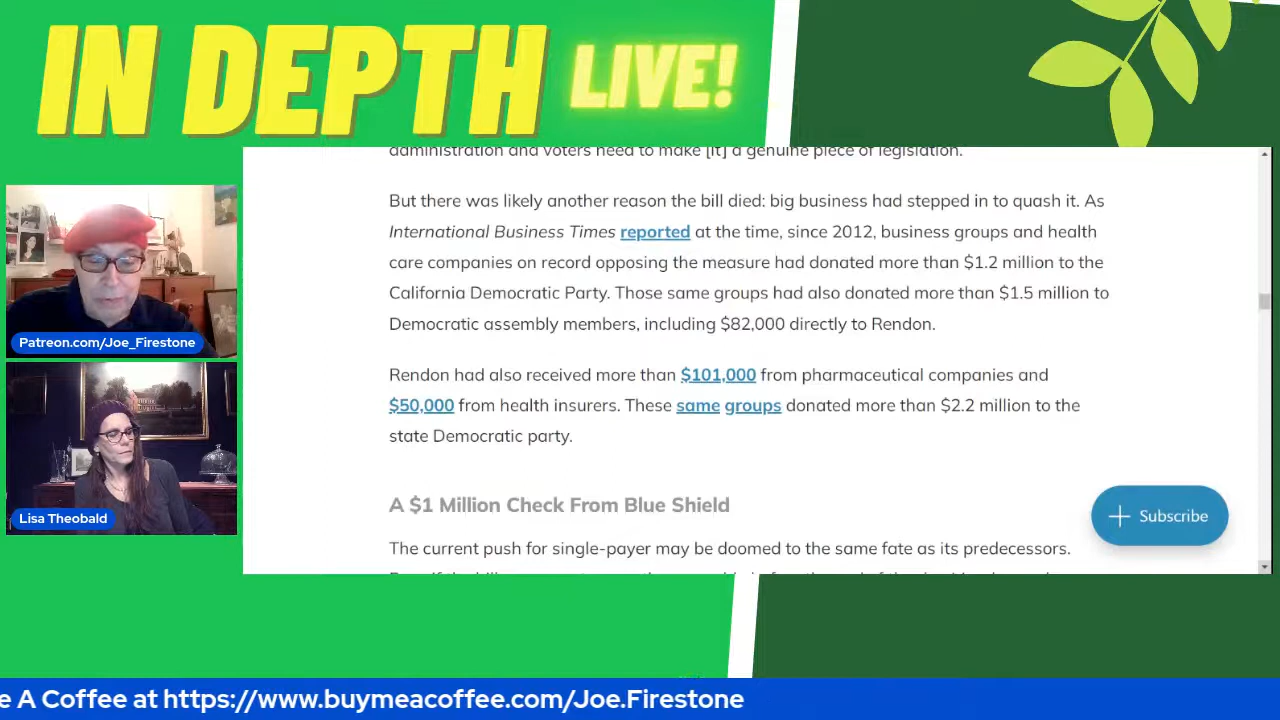 IN DEPTH LIVE!
administration and voters need to make [it] a genuine piece of legislation.
But there was likely another reason the bill died: big business had stepped in to quash it. As
International Business Times reported at the time, since 2012, business groups and health
care companies on record opposing the measure had donated more than $1.2 million to the
California Democratic Party. Those same groups had also donated more than $1.5 million to
Democratic assembly members, including $82,000 directly to Rendon.
Rendon had also received more than $101,000 from pharmaceutical companies and
$50,000 from health insurers. These same groups donated more than $2.2 million to the
state Democratic party.
A $1 Million Check From Blue Shield
The current push for single-payer may be doomed to the same fate as its predecessors.
Subscribe
Patreon.com/Joe_Firestone
Lisa Theobald
e A Coffee at https://www.buymeacoffee.com/Joe.Firestone